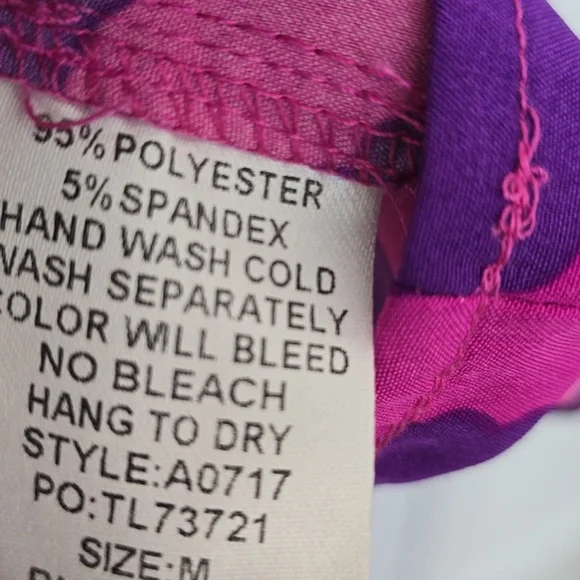 95% POLYESTER
5% SPANDEX
HAND WASH COLD
WASH SEPARATELY
COLOR WILL BLEED
NO BLEACH
HANG TO DRY
STYLE:A0717
PO:TL73721
SIZE:M